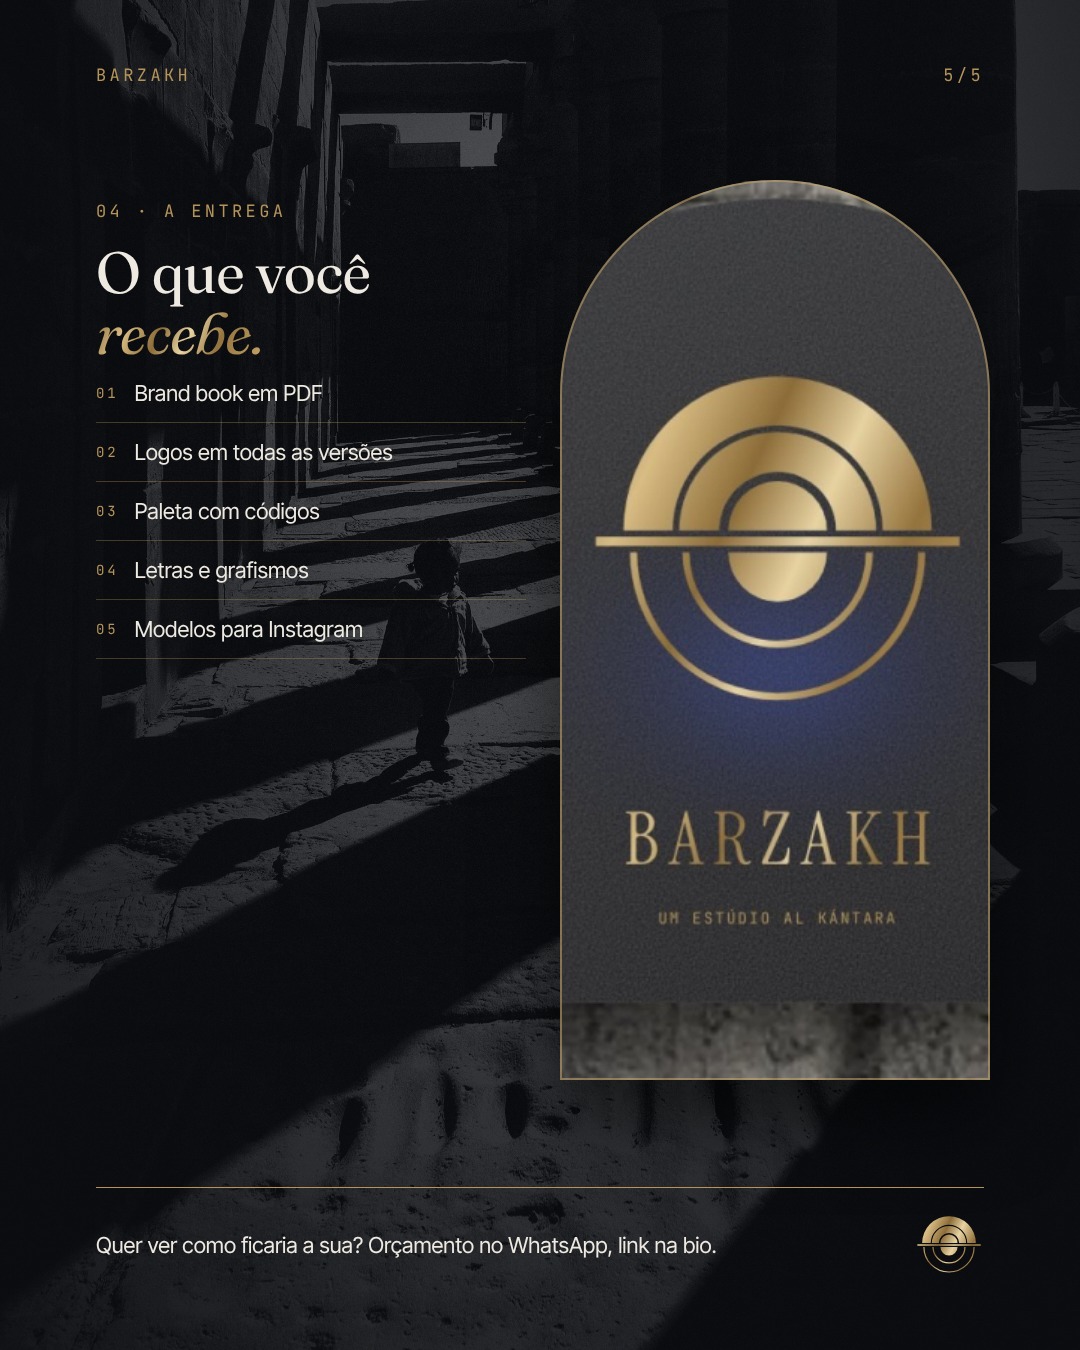 BARZAKH
5/5
04 · A ENTREGA
O que você
recebe.
01 Brand book em PDF
02 Logos em todas as versões
03 Paleta com códigos
04 Letras e grafismos
05 Modelos para Instagram
BARZAKH
UM ESTÚDIO AL KÁNTARA
Quer ver como ficaria a sua? Orçamento no WhatsApp, link na bio.